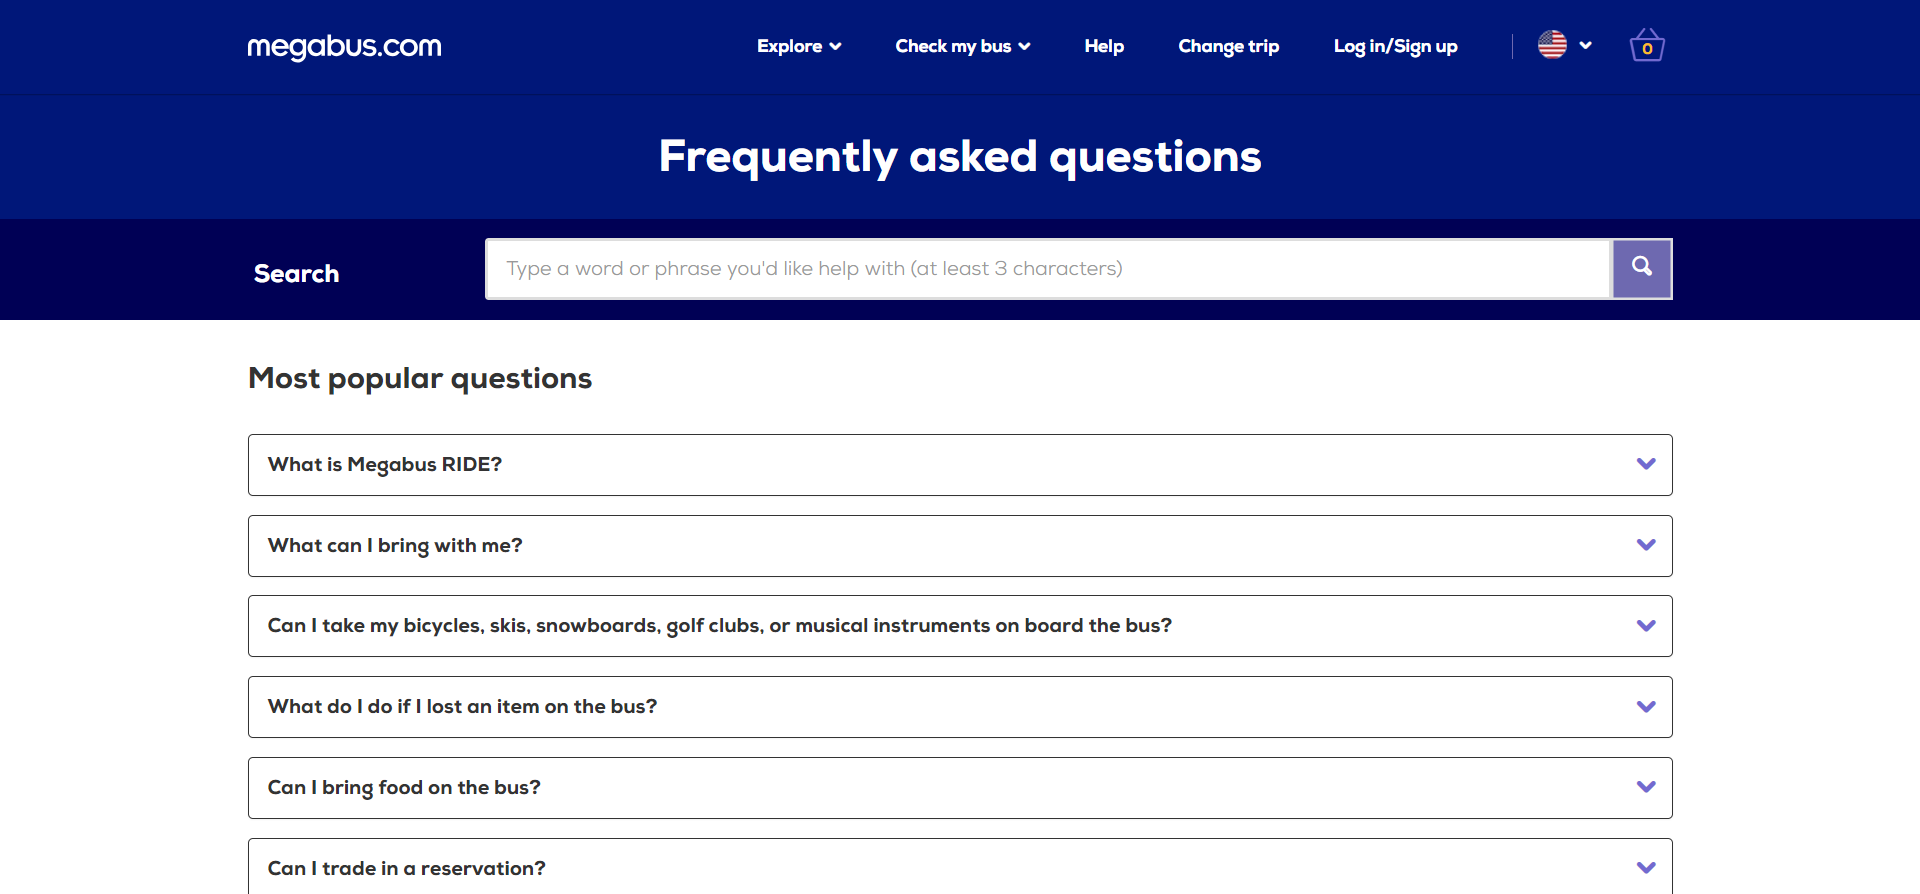 megabus.com
Explore
Check my bus
Help
Change trip
Log in/Sign up
0
Frequently asked questions
Search
Type a word or phrase you'd like help with (at least 3 characters)
Most popular questions
What is Megabus RIDE?
What can I bring with me?
Can I take my bicycles, skis, snowboards, golf clubs, or musical instruments on board the bus?
What do I do if I lost an item on the bus?
Can I bring food on the bus?
Can I trade in a reservation?